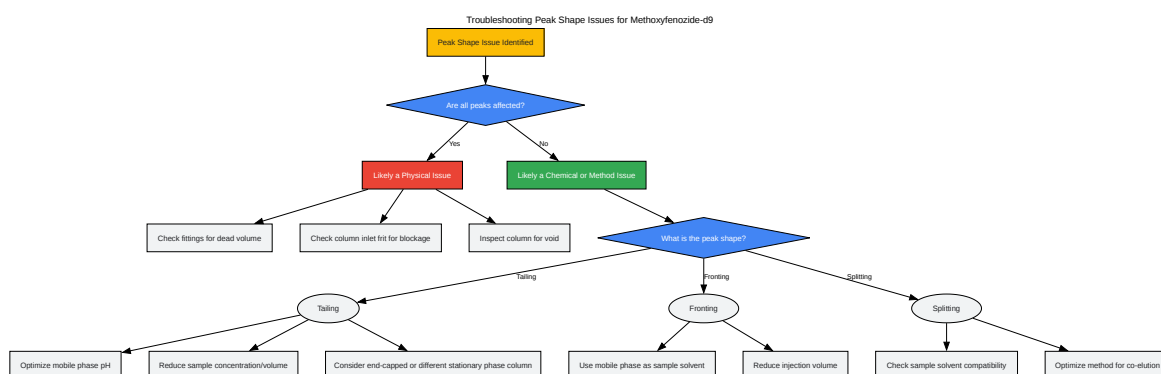 Troubleshooting Peak Shape Issues for Methoxyfenozide-d9
Peak Shape Issue Identified
Are all peaks affected?
Yes
No
Likely a Physical Issue
Likely a Chemical or Method Issue
Check fittings for dead volume
Check column inlet frit for blockage
Inspect column for void
What is the peak shape?
Tailing
Fronting
Splitting
Tailing
Fronting
Splitting
Optimize mobile phase pH
Reduce sample concentration/volume
Consider end-capped or different stationary phase column
Use mobile phase as sample solvent
Reduce injection volume
Check sample solvent compatibility
Optimize method for co-elution